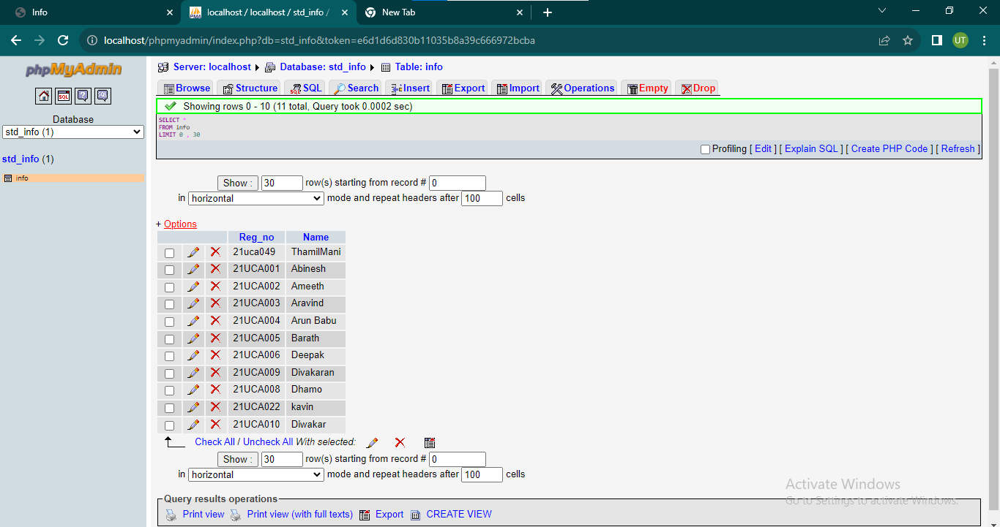 Info
localhost / localhost / std_info /
New Tab
localhost/phpmyadmin/index.php?db=std_info&token=e6d1d6d830b11035b8a39c666972bcba
UT
phpMyAdmin
SQL
Database
std_info (1)
std_info (1)
info
Server: localhost Database: std_info Table: info
Browse Structure SQL Search Insert Export Import Operations Empty Drop
Showing rows 0 - 10 (11 total, Query took 0.0002 sec)
SELECT *
FROM info
LIMIT 0 , 30
Profiling [ Edit ] [ Explain SQL ] [ Create PHP Code ] [ Refresh ]
Show : 30 row(s) starting from record # 0
in horizontal mode and repeat headers after 100 cells
+ Options
Reg_no Name
21uca049 ThamilMani
21UCA001 Abinesh
21UCA002 Ameeth
21UCA003 Aravind
21UCA004 Arun Babu
21UCA005 Barath
21UCA006 Deepak
21UCA009 Divakaran
21UCA008 Dhamo
21UCA022 kavin
21UCA010 Diwakar
Check All / Uncheck All With selected:
Show : 30 row(s) starting from record # 0
in horizontal mode and repeat headers after 100 cells
Query results operations
Print view Print view (with full texts) Export CREATE VIEW
Activate Windows
Go to Settings to activate Windows.